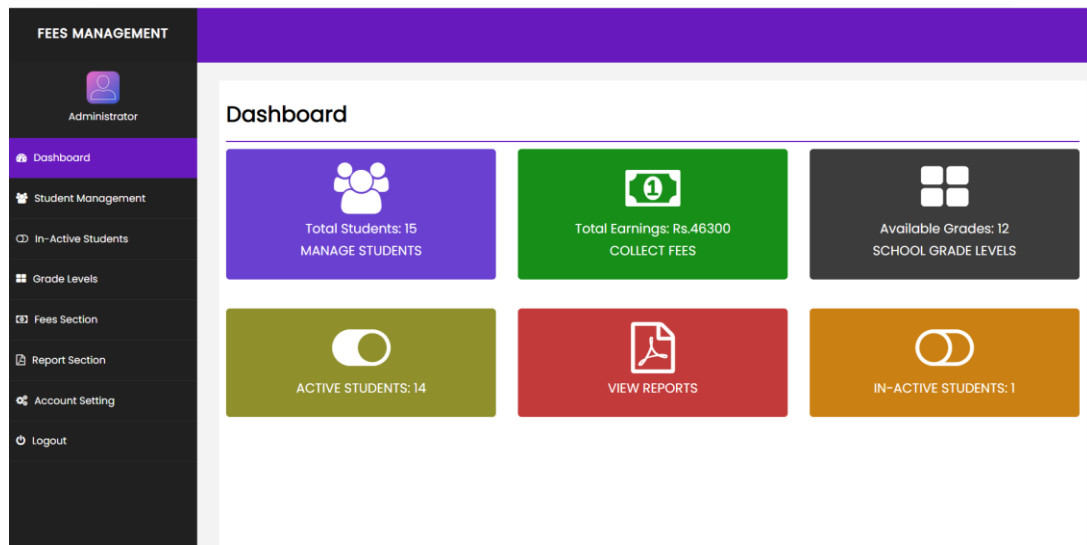 FEES MANAGEMENT
Administrator
Dashboard
Student Management
In-Active Students
Grade Levels
Fees Section
Report Section
Account Setting
Logout
Dashboard
Total Students: 15
MANAGE STUDENTS
1
Total Earnings: Rs.46300
COLLECT FEES
Available Grades: 12
SCHOOL GRADE LEVELS
ACTIVE STUDENTS: 14
VIEW REPORTS
IN-ACTIVE STUDENTS: 1